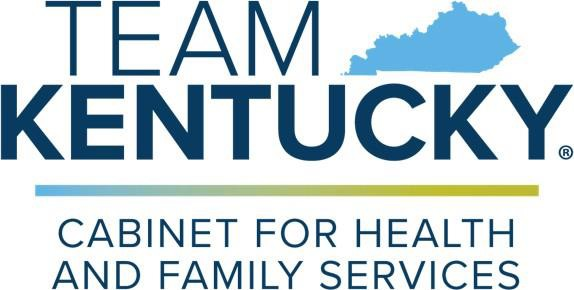 TEAM
KENTUCKY®
CABINET FOR HEALTH
AND FAMILY SERVICES